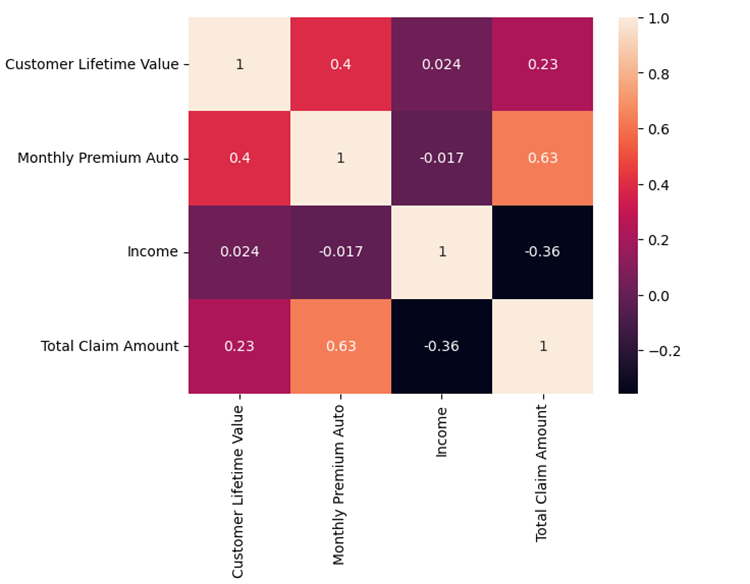 Customer Lifetime Value 1 0.4 0.024 0.23
Monthly Premium Auto 0.4 1 -0.017 0.63
Income 0.024 -0.017 1 -0.36
Total Claim Amount 0.23 0.63 -0.36 1
Customer Lifetime Value
Monthly Premium Auto
Income
Total Claim Amount
1.0
0.8
0.6
0.4
0.2
0.0
−0.2